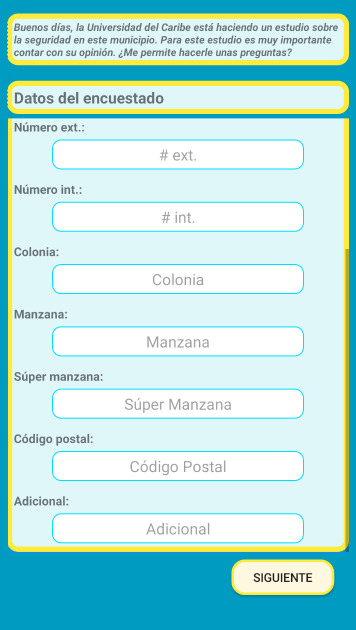 Buenos días, la Universidad del Caribe está haciendo un estudio sobre
la seguridad en este municipio. Para este estudio es muy importante
contar con su opinión. ¿Me permite hacerle unas preguntas?
Datos del encuestado
Número ext.:
# ext.
Número int.:
# int.
Colonia:
Colonia
Manzana:
Manzana
Súper manzana:
Súper Manzana
Código postal:
Código Postal
Adicional:
Adicional
SIGUIENTE